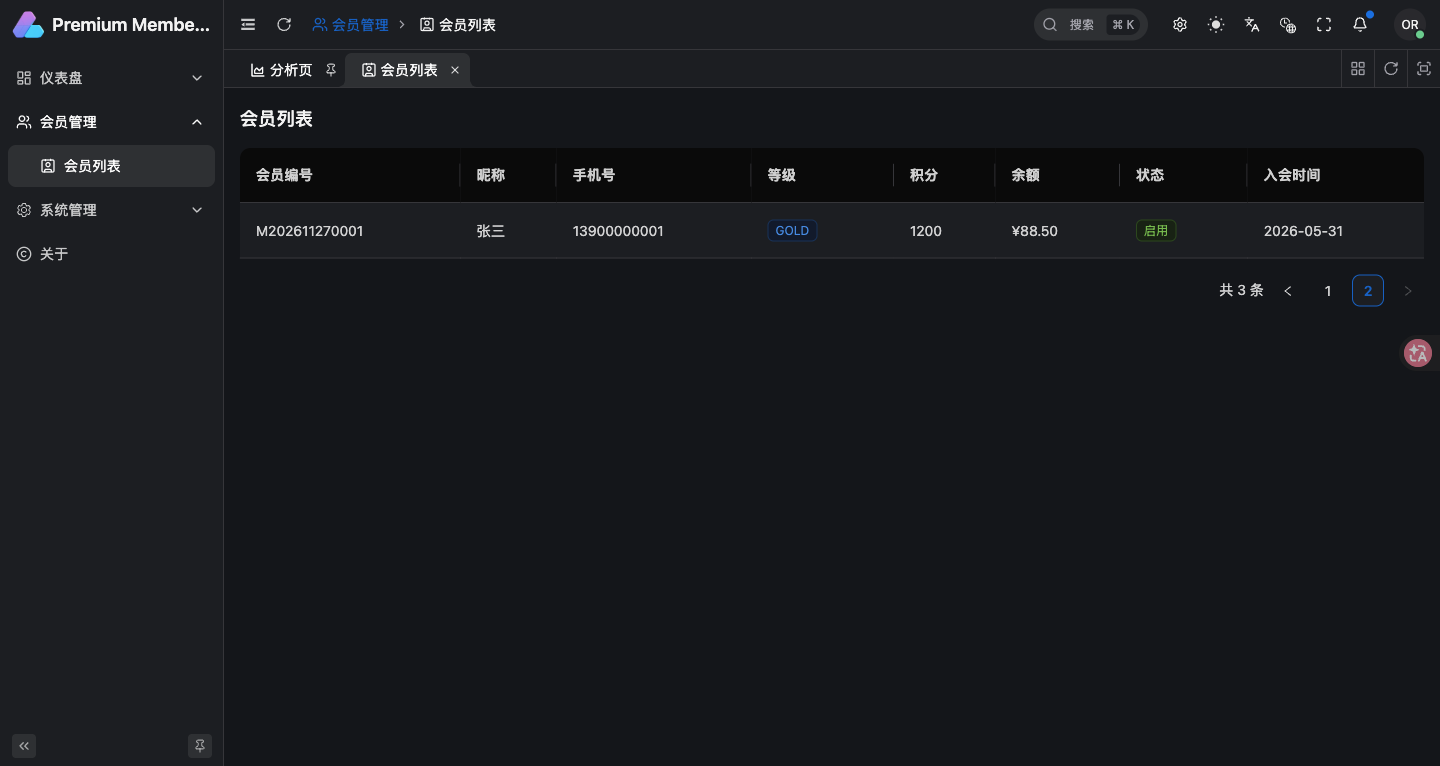 Premium Membe...
会员管理
会员列表
搜索
⌘ K
OR
仪表盘
会员管理
会员列表
系统管理
关于
分析页
会员列表
会员列表
会员编号 昵称 手机号 等级 积分 余额 状态 入会时间
M202611270001 张三 13900000001 GOLD 1200 ¥88.50 启用 2026-05-31
共 3 条 1 2